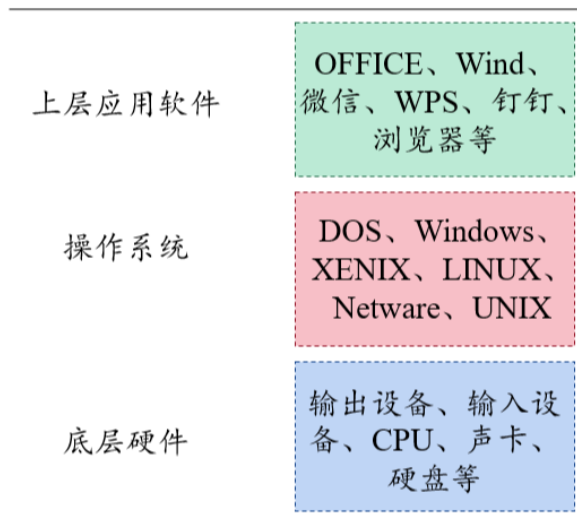 上层应用软件
OFFICE、Wind、
微信、WPS、钉钉、
浏览器等
操作系统
DOS、Windows、
XENIX、LINUX、
Netware、UNIX
底层硬件
输出设备、输入设
备、CPU、声卡、
硬盘等